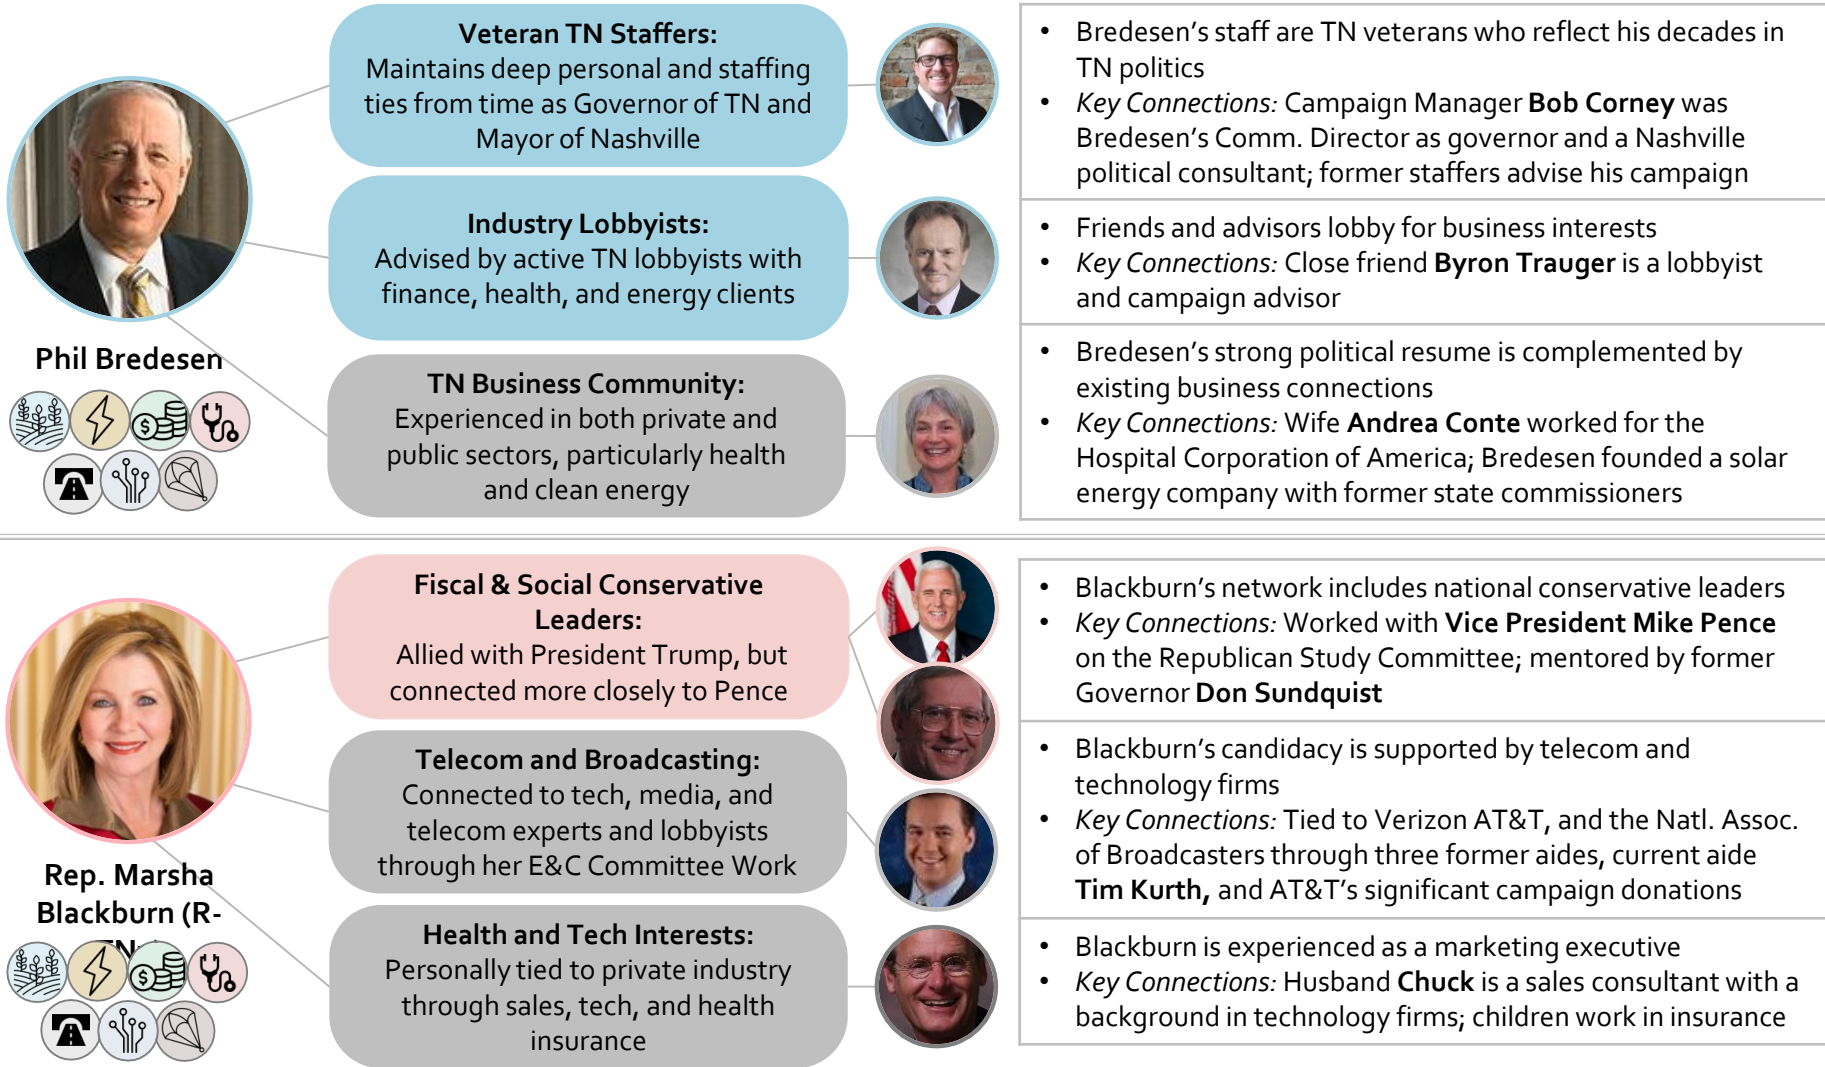 Veteran TN Staffers:
Maintains deep personal and staffing
ties from time as Governor of TN and
Mayor of Nashville
• Bredesen's staff are TN veterans who reflect his decades in
TN politics
• Key Connections: Campaign Manager Bob Corney was
Bredesen's Comm. Director as governor and a Nashville
political consultant; former staffers advise his campaign
Industry Lobbyists:
Advised by active TN lobbyists with
finance, health, and energy clients
• Friends and advisors lobby for business interests
• Key Connections: Close friend Byron Trauger is a lobbyist
and campaign advisor
Phil Bredesen
TN Business Community:
Experienced in both private and
public sectors, particularly health
and clean energy
• Bredesen's strong political resume is complemented by
existing business connections
• Key Connections: Wife Andrea Conte worked for the
Hospital Corporation of America; Bredesen founded a solar
energy company with former state commissioners
Fiscal & Social Conservative
Leaders:
Allied with President Trump, but
connected more closely to Pence
• Blackburn's network includes national conservative leaders
• Key Connections: Worked with Vice President Mike Pence
on the Republican Study Committee; mentored by former
Governor Don Sundquist
Telecom and Broadcasting:
Connected to tech, media, and
telecom experts and lobbyists
through her E&C Committee Work
• Blackburn's candidacy is supported by telecom and
technology firms
• Key Connections: Tied to Verizon AT&T, and the Natl. Assoc.
of Broadcasters through three former aides, current aide
Tim Kurth, and AT&T's significant campaign donations
Rep. Marsha
Blackburn (R-
Health and Tech Interests:
Personally tied to private industry
through sales, tech, and health
insurance
• Blackburn is experienced as a marketing executive
• Key Connections: Husband Chuck is a sales consultant with a
background in technology firms; children work in insurance